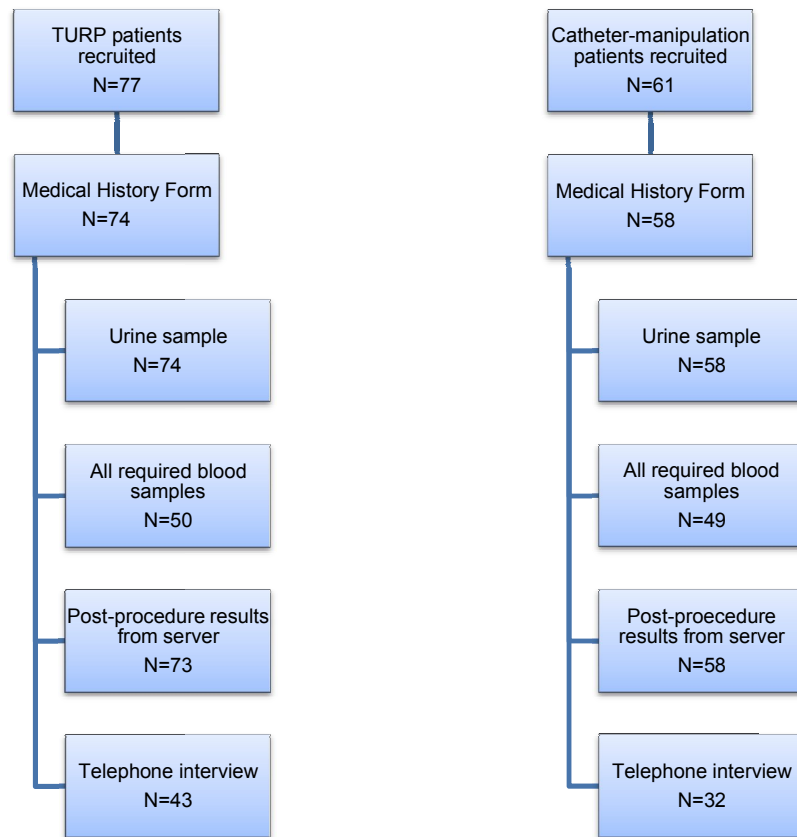 TURP patients
recruited
N=77
Medical History Form
N=74
Urine sample
N=74
All required blood
samples
N=50
Post-procedure results
from server
N=73
Telephone interview
N=43
Catheter-manipulation
patients recruited
N=61
Medical History Form
N=58
Urine sample
N=58
All required blood
samples
N=49
Post-proecedure
results from server
N=58
Telephone interview
N=32